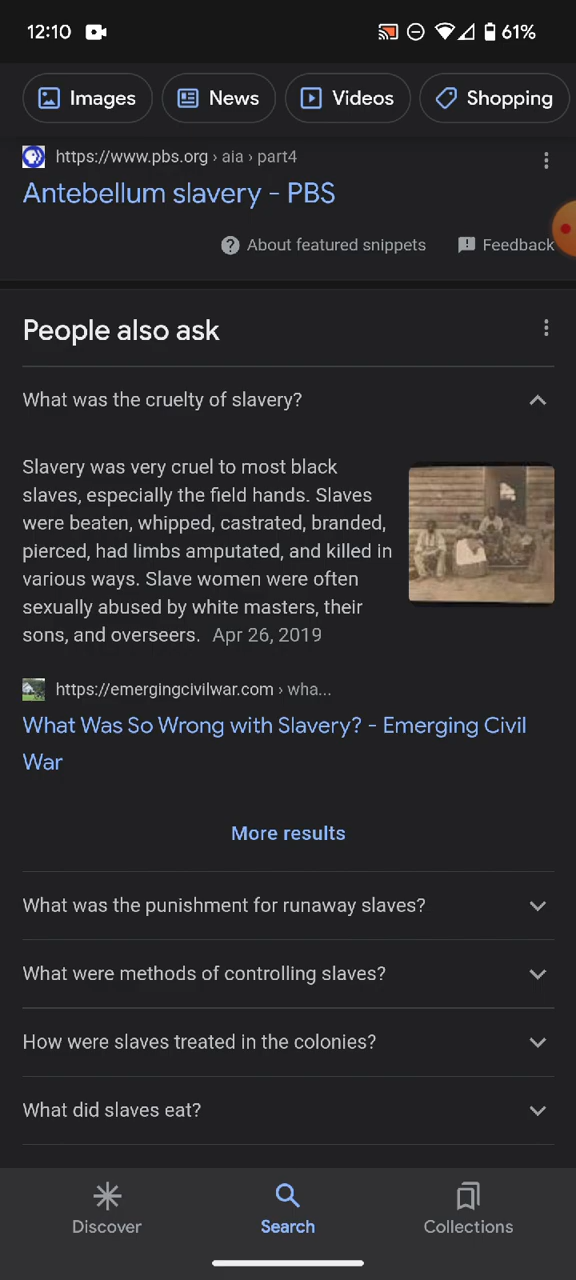 12:10
61%
Images
News
Videos
Shopping
https://www.pbs.org › aia › part4
Antebellum slavery - PBS
About featured snippets
Feedback
People also ask
What was the cruelty of slavery?
Slavery was very cruel to most black
slaves, especially the field hands. Slaves
were beaten, whipped, castrated, branded,
pierced, had limbs amputated, and killed in
various ways. Slave women were often
sexually abused by white masters, their
sons, and overseers. Apr 26, 2019
https://emergingcivilwar.com › wha...
What Was So Wrong with Slavery? - Emerging Civil
War
More results
What was the punishment for runaway slaves?
What were methods of controlling slaves?
How were slaves treated in the colonies?
What did slaves eat?
Discover
Search
Collections